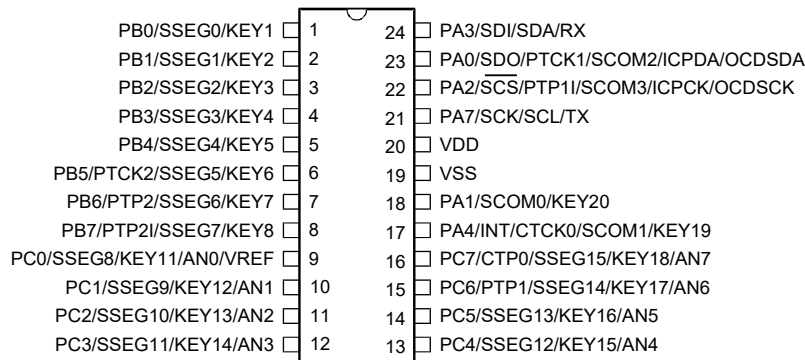 PB0/SSEG0/KEY1 1 24 PA3/SDI/SDA/RX
PB1/SSEG1/KEY2 2 23 PA0/SDO/PTCK1/SCOM2/ICPDA/OCDSDA
PB2/SSEG2/KEY3 3 22 PA2/SCS/PTP1I/SCOM3/ICPCK/OCDSCK
PB3/SSEG3/KEY4 4 21 PA7/SCK/SCL/TX
PB4/SSEG4/KEY5 5 20 VDD
PB5/PTCK2/SSEG5/KEY6 6 19 VSS
PB6/PTP2/SSEG6/KEY7 7 18 PA1/SCOM0/KEY20
PB7/PTP2I/SSEG7/KEY8 8 17 PA4/INT/CTCK0/SCOM1/KEY19
PC0/SSEG8/KEY11/AN0/VREF 9 16 PC7/CTP0/SSEG15/KEY18/AN7
PC1/SSEG9/KEY12/AN1 10 15 PC6/PTP1/SSEG14/KEY17/AN6
PC2/SSEG10/KEY13/AN2 11 14 PC5/SSEG13/KEY16/AN5
PC3/SSEG11/KEY14/AN3 12 13 PC4/SSEG12/KEY15/AN4